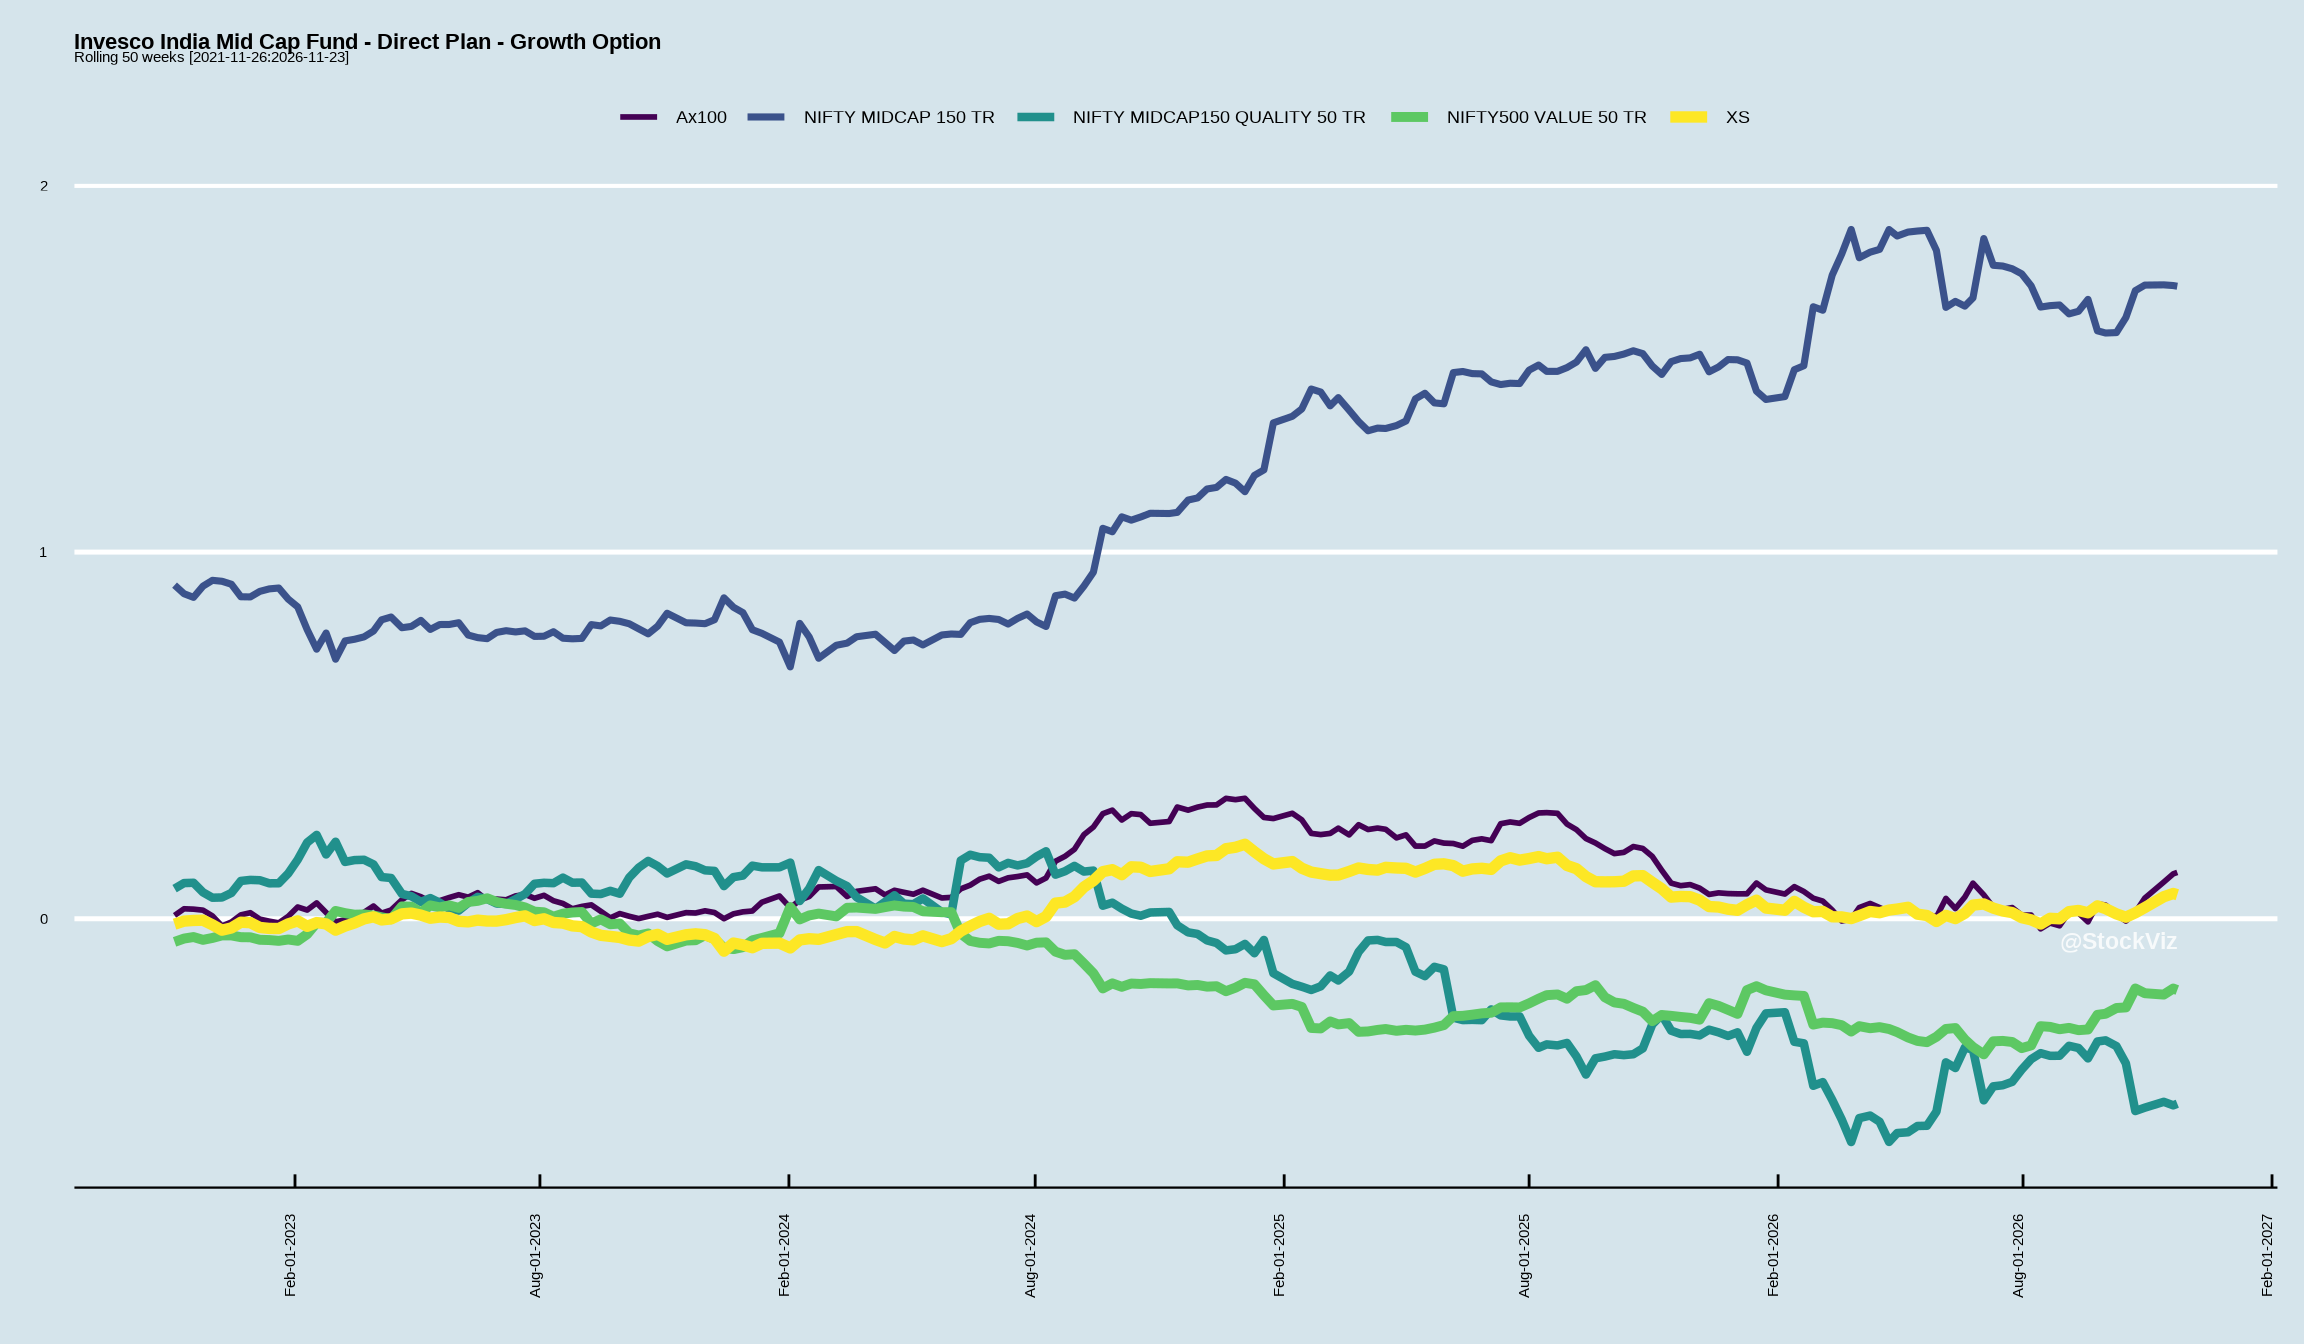 Invesco India Mid Cap Fund - Direct Plan - Growth Option
Rolling 50 weeks [2021-11-26:2026-11-23]
Ax100 NIFTY MIDCAP 150 TR NIFTY MIDCAP150 QUALITY 50 TR NIFTY500 VALUE 50 TR XS
2
1
0
@StockViz
Feb-01-2023 Aug-01-2023 Feb-01-2024 Aug-01-2024 Feb-01-2025 Aug-01-2025 Feb-01-2026 Aug-01-2026 Feb-01-2027